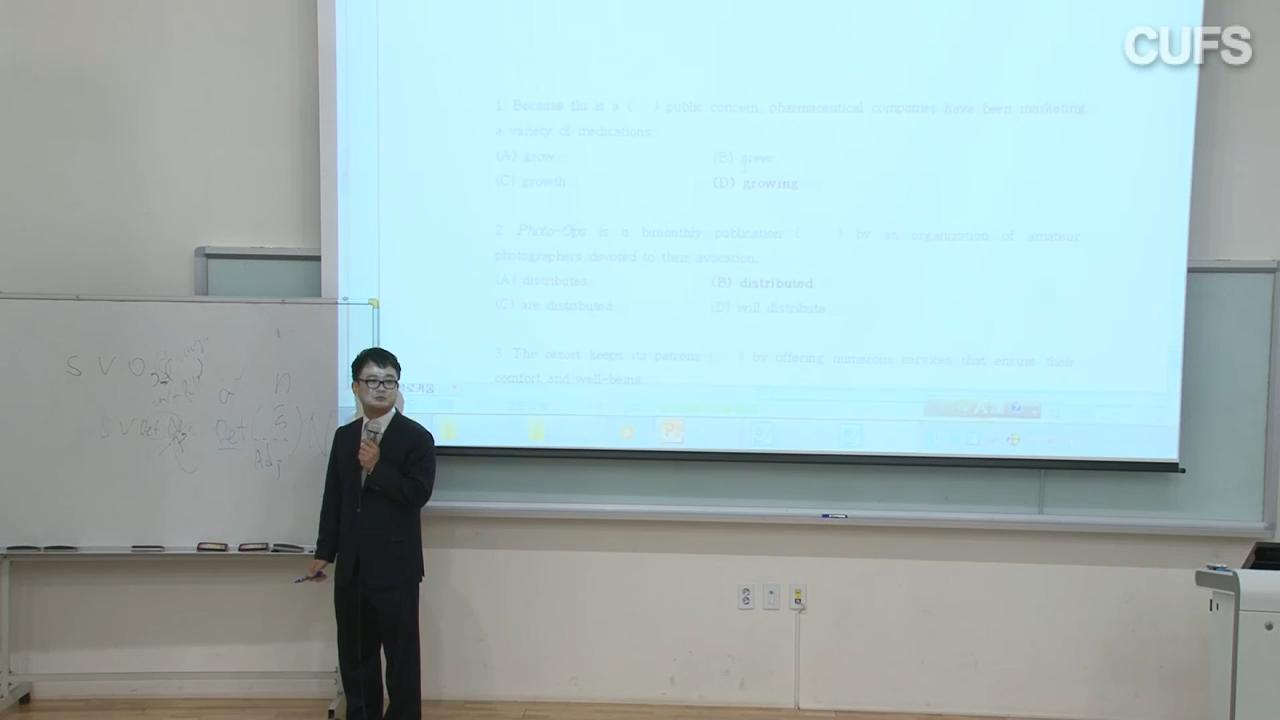 CUFS
1. Because flu is a ( ) public concern, pharmaceutical companies have been marketing
a variety of medications.
(A) grow (B) grew
(C) growth (D) growing
2. Photo-Ops is a bimonthly publication ( ) by an organization of amateur
photographers devoted to their avocation.
(A) distributes (B) distributed
(C) are distributed (D) will distribute
3. The resort keeps its patrons ( ) by offering numerous services that ensure their
comfort and well-being.
S V O
n
S V Det
Det ( ) N
Adj